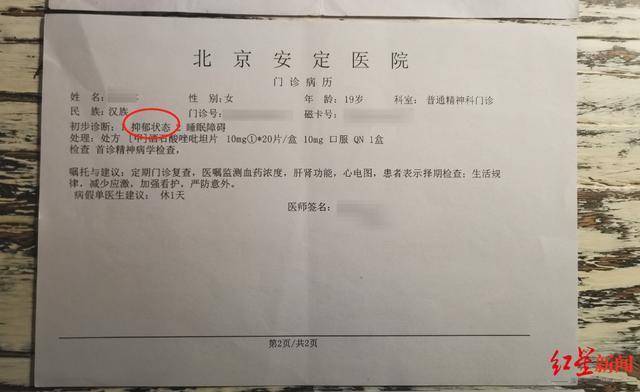 北京安定医院
门诊病历
姓 名： 性 别：女 年 龄：19岁 科室：普通精神科门诊
民 族：汉族 门诊号： 磁卡号：
初步诊断：1 抑郁状态 2 睡眠障碍
处理：处方 [甲]酒石酸唑吡坦片 10mg①*20片/盒 10mg 口服 QN 1盒
检查 首诊精神病学检查；
嘱托与建议：定期门诊复查，医嘱监测血药浓度，肝肾功能，心电图，患者表示择期检查；生活规
律，减少应激，加强看护，严防意外。
病假单医生建议： 休1天
医师签名：
第2页/共2页
红星新闻